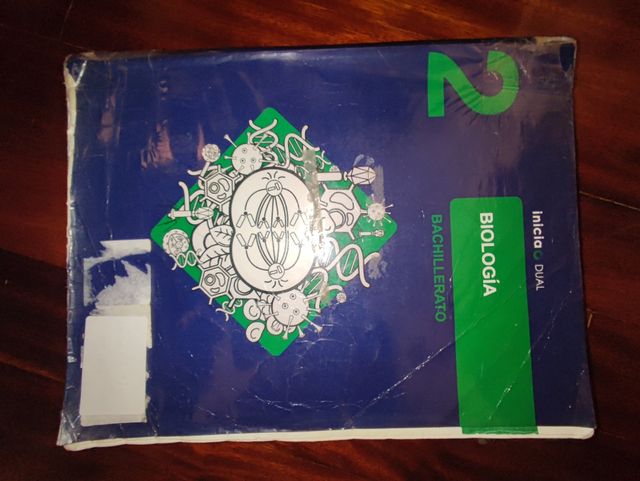 2
inicia DUAL
BIOLOGÍA
BACHILLERATO